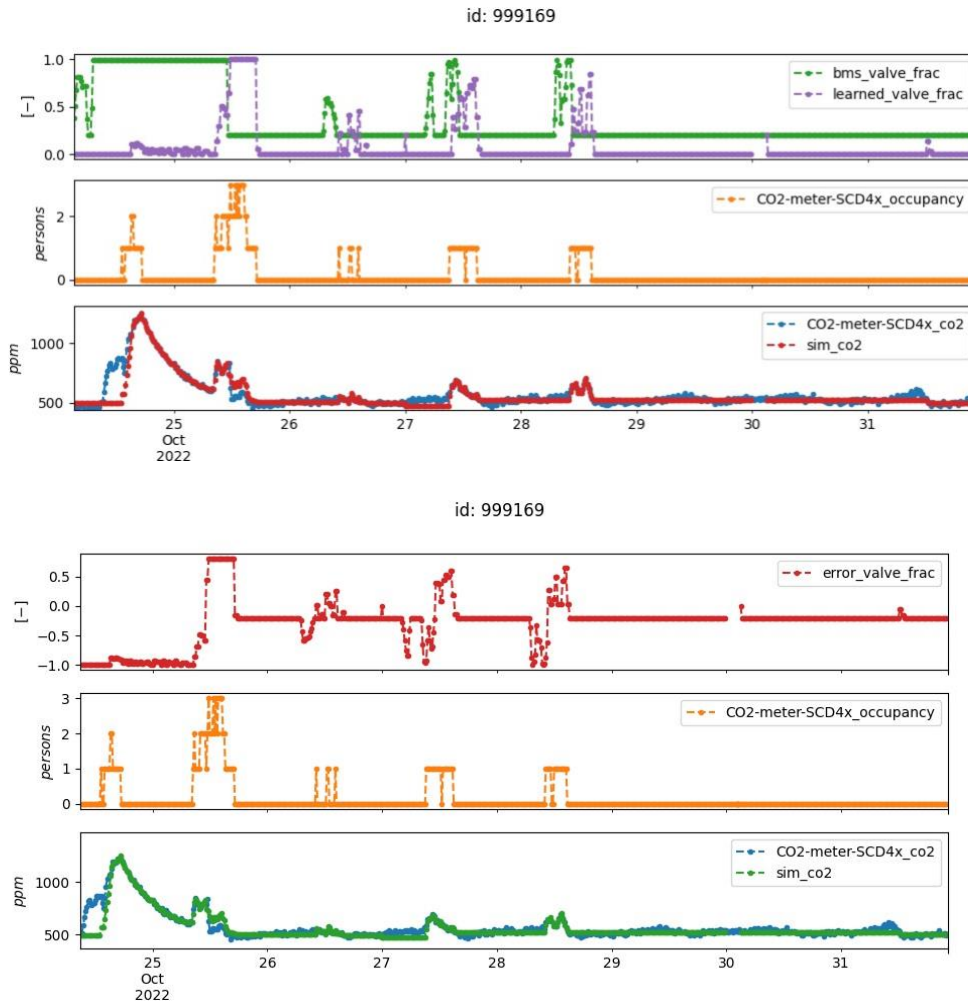 id: 999169
1.0
0.5
0.0
[−]
bms_valve_frac
learned_valve_frac
2
0
persons
CO2-meter-SCD4x_occupancy
1000
500
ppm
CO2-meter-SCD4x_co2
sim_co2
25 26 27 28 29 30 31
Oct
2022
id: 999169
0.5
0.0
−0.5
−1.0
[−]
error_valve_frac
3
2
1
0
persons
CO2-meter-SCD4x_occupancy
1000
500
ppm
CO2-meter-SCD4x_co2
sim_co2
25 26 27 28 29 30 31
Oct
2022